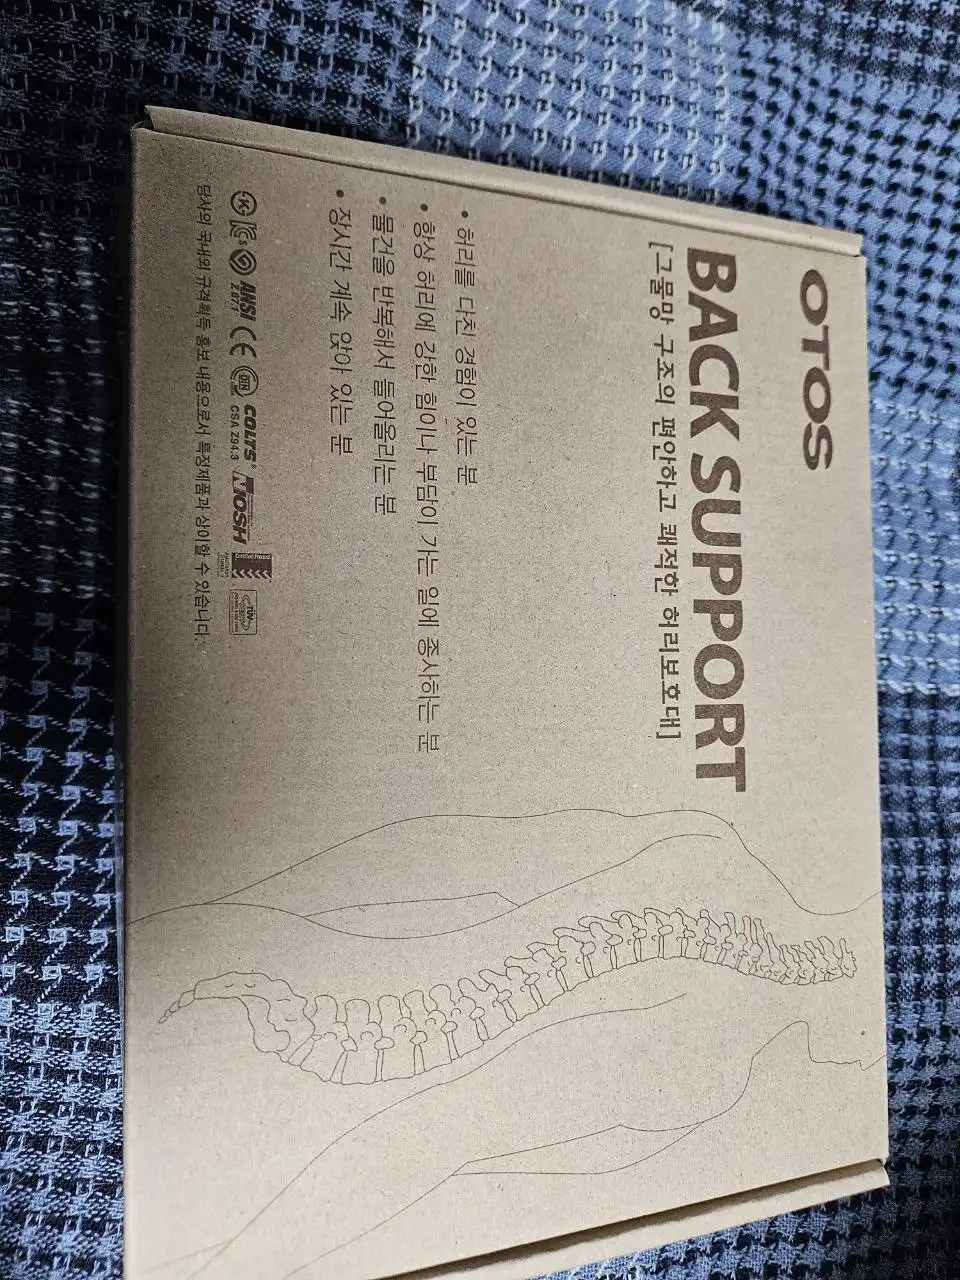 OTOS
BACK SUPPORT
[그물망 구조의 편안하고 쾌적한 허리보호대]
• 허리를 다친 경험이 있는 분
• 항상 허리에 강한 힘이나 부담이 가는 일에 종사하는 분
• 물건을 반복해서 들어올리는 분
• 장시간 계속 앉아 있는 분
ANSI
Z 87.1
CE
DIN
COLTS
CSA Z94.3
NIOSH
Certified Product
TÜV
당사의 국내외 규격획득 홍보 내용으로서 특정제품과 상이할 수 있습니다.